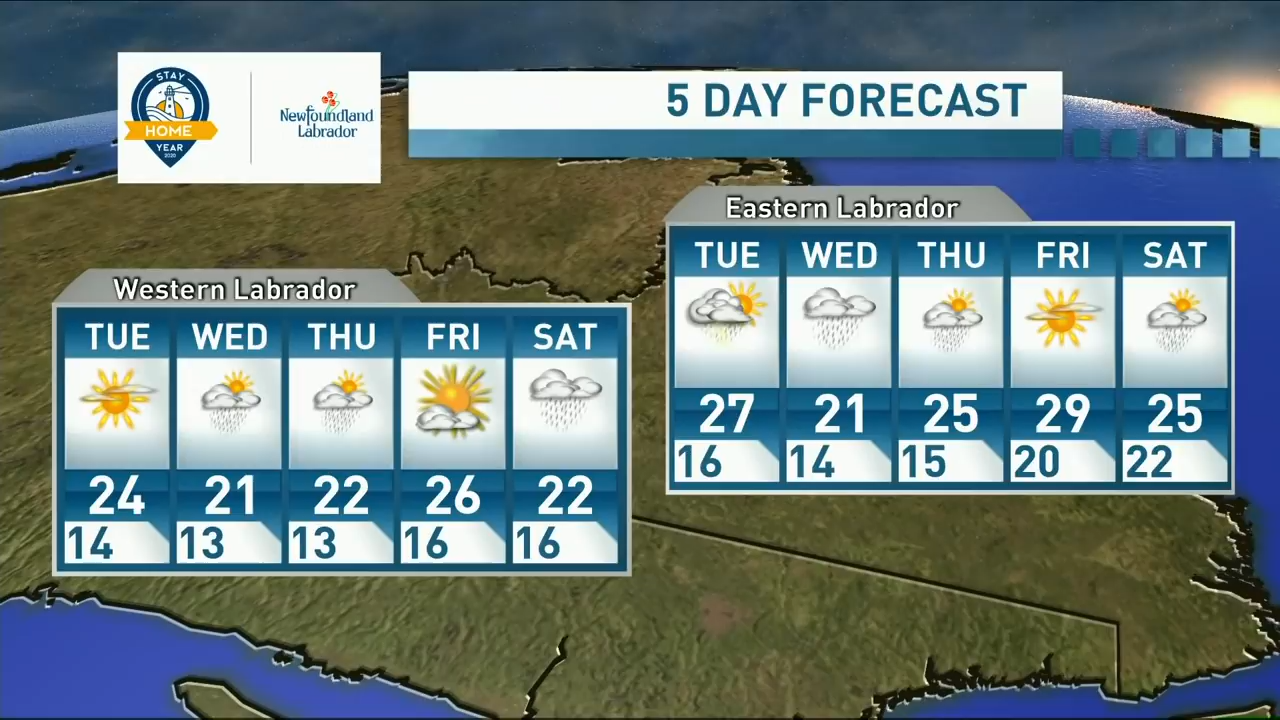 STAY
HOME
YEAR
2020
Newfoundland
Labrador
5 DAY FORECAST
Eastern Labrador
TUE WED THU FRI SAT
27 21 25 29 25
16 14 15 20 22
Western Labrador
TUE WED THU FRI SAT
24 21 22 26 22
14 13 13 16 16